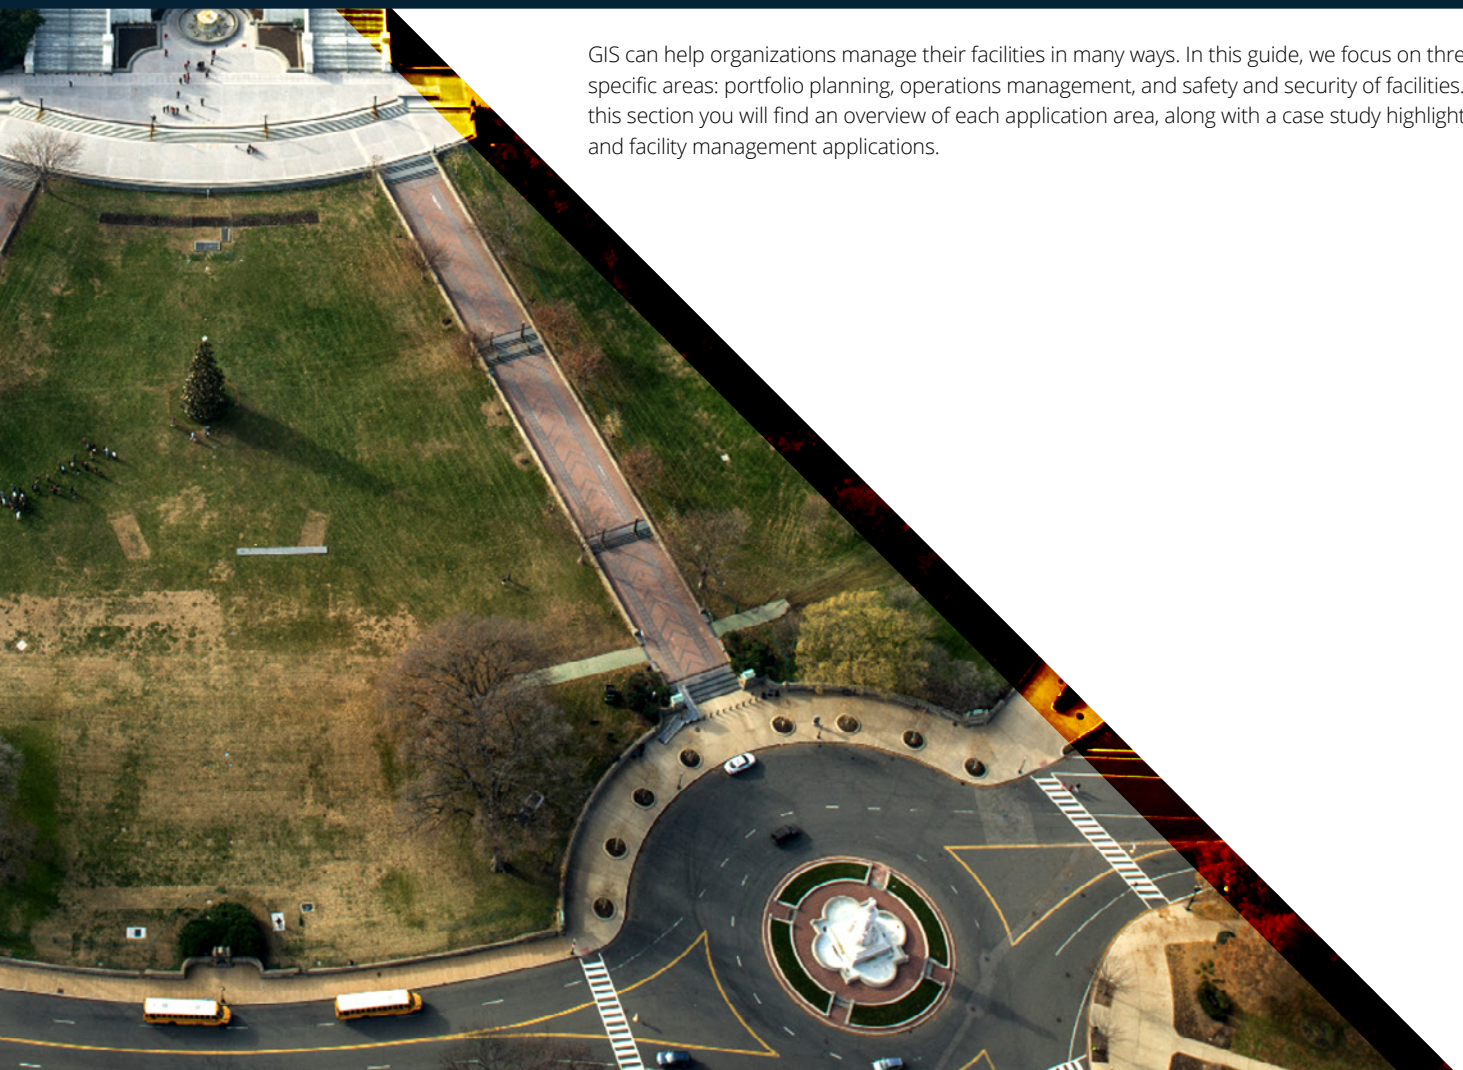 GIS can help organizations manage their facilities in many ways. In this guide, we focus on thre
specific areas: portfolio planning, operations management, and safety and security of facilities.
this section you will find an overview of each application area, along with a case study highlight
and facility management applications.